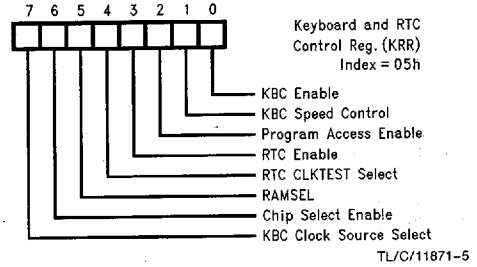 7 6 5 4 3 2 1 0
Keyboard and RTC
Control Reg. (KRR)
Index = 05h
KBC Enable
KBC Speed Control
Program Access Enable
RTC Enable
RTC CLKTEST Select
RAMSEL
Chip Select Enable
KBC Clock Source Select
TL/C/11871-5